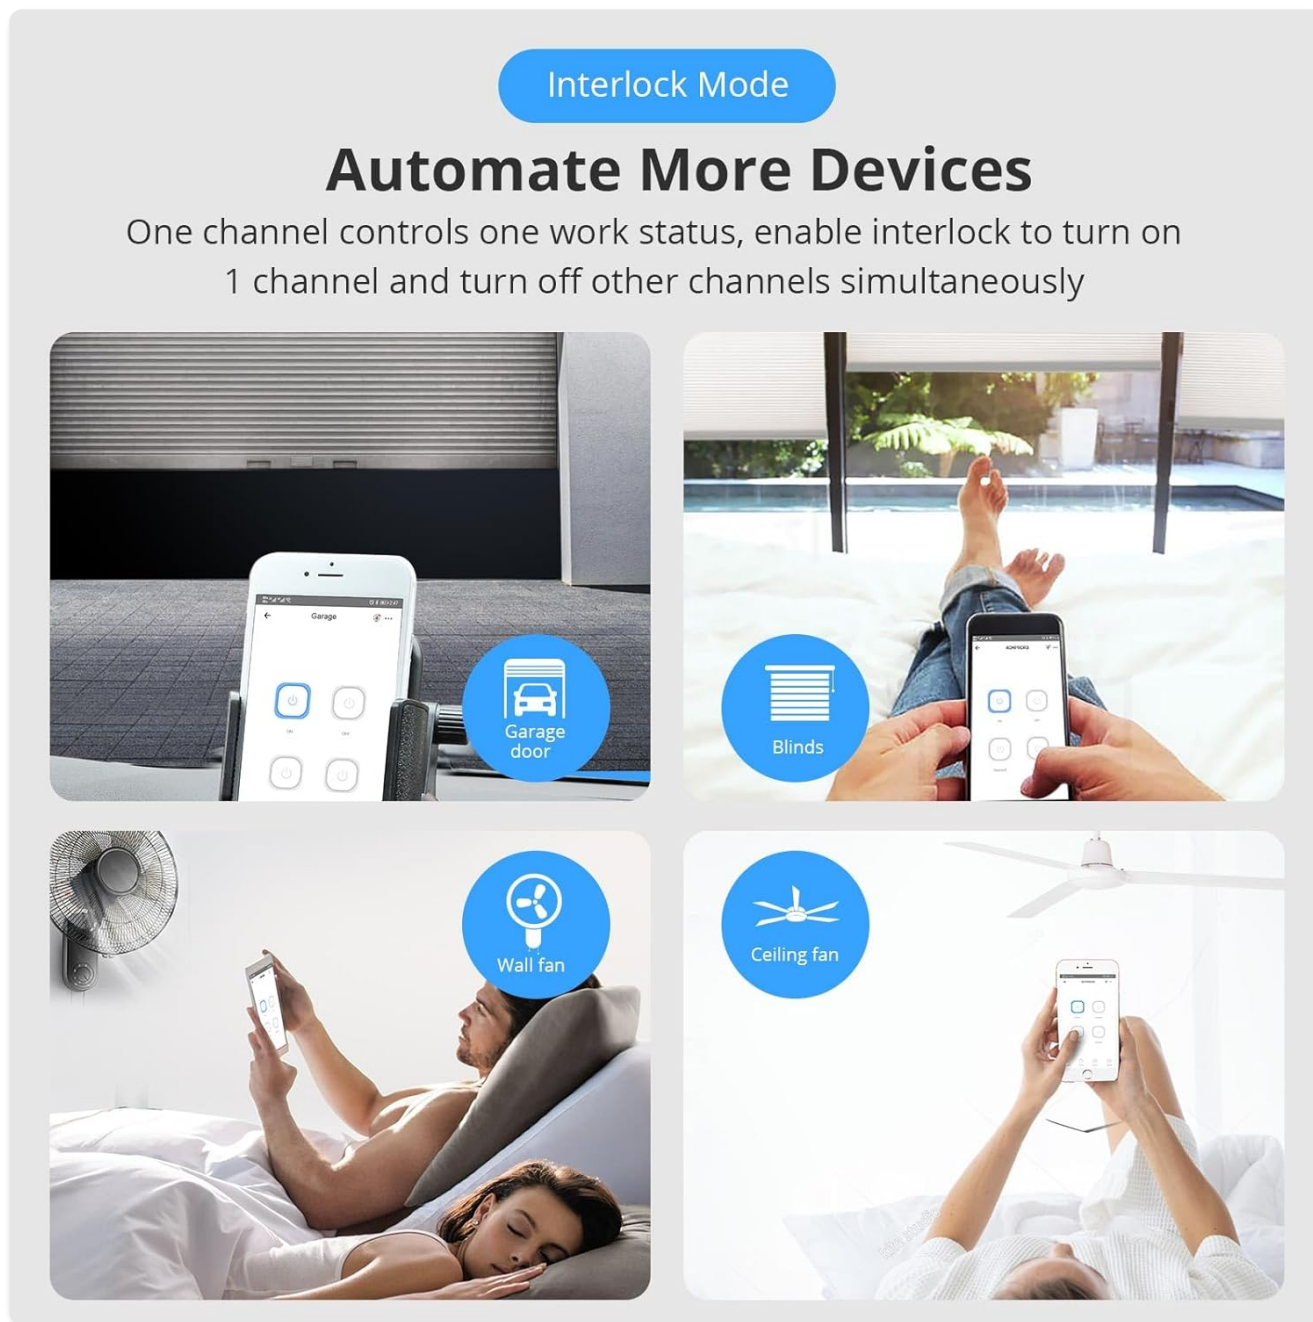 Interlock Mode
Automate More Devices
One channel controls one work status, enable interlock to turn on
1 channel and turn off other channels simultaneously
Garage
Garage
door
Blinds
Wall fan
Ceiling fan